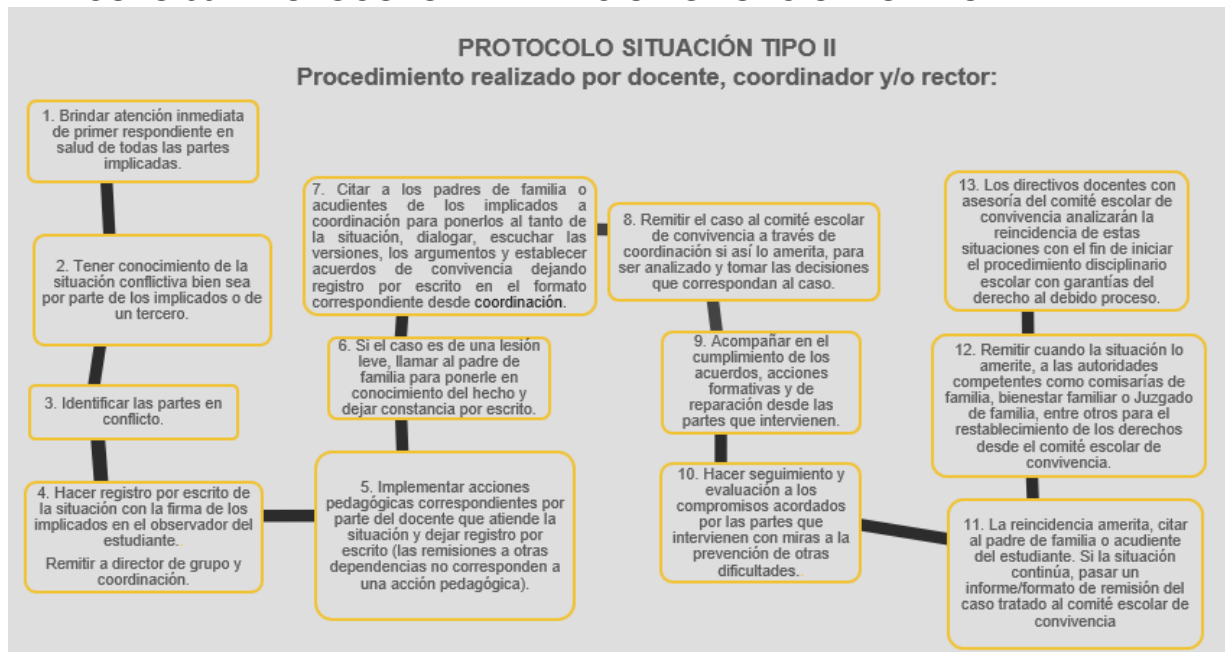 PROTOCOLO SITUACIÓN TIPO II
Procedimiento realizado por docente, coordinador y/o rector:
1. Brindar atención inmediata
de primer respondiente en
salud de todas las partes
implicadas.
2. Tener conocimiento de la
situación conflictiva bien sea
por parte de los implicados o de
un tercero.
3. Identificar las partes en
conflicto.
4. Hacer registro por escrito de
la situación con la firma de los
implicados en el observador del
estudiante.
Remitir a director de grupo y
coordinación.
5. Implementar acciones
pedagógicas correspondientes por
parte del docente que atiende la
situación y dejar registro por
escrito (las remisiones a otras
dependencias no corresponden a
una acción pedagógica).
6. Si el caso es de una lesión
leve, llamar al padre de
familia para ponerle en
conocimiento del hecho y
dejar constancia por escrito.
7. Citar a los padres de familia o
acudientes de los implicados a
coordinación para ponerlos al tanto de
la situación, dialogar, escuchar las
versiones, los argumentos y establecer
acuerdos de convivencia dejando
registro por escrito en el formato
correspondiente desde coordinación.
8. Remitir el caso al comité escolar
de convivencia a través de
coordinación si así lo amerita, para
ser analizado y tomar las decisiones
que correspondan al caso.
9. Acompañar en el
cumplimiento de los
acuerdos, acciones
formativas y de
reparación desde las
partes que intervienen.
10. Hacer seguimiento y
evaluación a los
compromisos acordados
por las partes que
intervienen con miras a la
prevención de otras
dificultades.
11. La reincidencia amerita, citar
al padre de familia o acudiente
del estudiante. Si la situación
continúa, pasar un
informe/formato de remisión del
caso tratado al comité escolar de
convivencia
12. Remitir cuando la situación lo
amerite, a las autoridades
competentes como comisarías de
familia, bienestar familiar o Juzgado
de familia, entre otros para el
restablecimiento de los derechos
desde el comité escolar de
convivencia.
13. Los directivos docentes con
asesoría del comité escolar de
convivencia analizarán la
reincidencia de estas
situaciones con el fin de iniciar
el procedimiento disciplinario
escolar con garantías del
derecho al debido proceso.